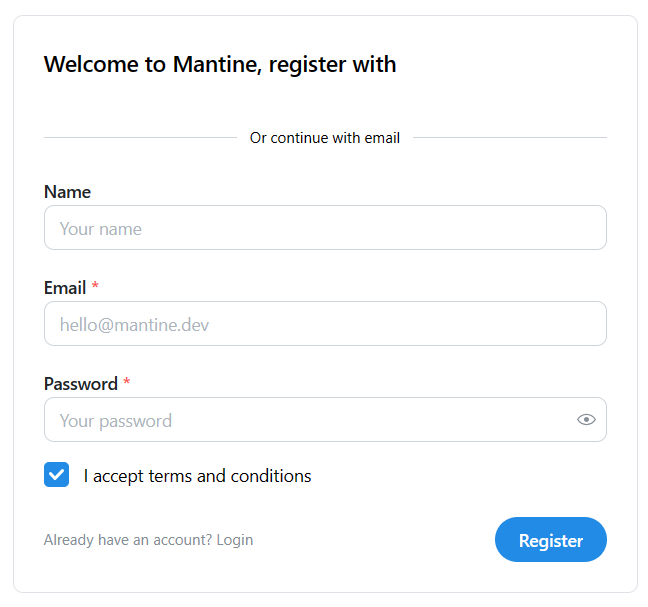 Welcome to Mantine, register with
Or continue with email
Name
Your name
Email *
hello@mantine.dev
Password *
Your password
I accept terms and conditions
Already have an account? Login
Register